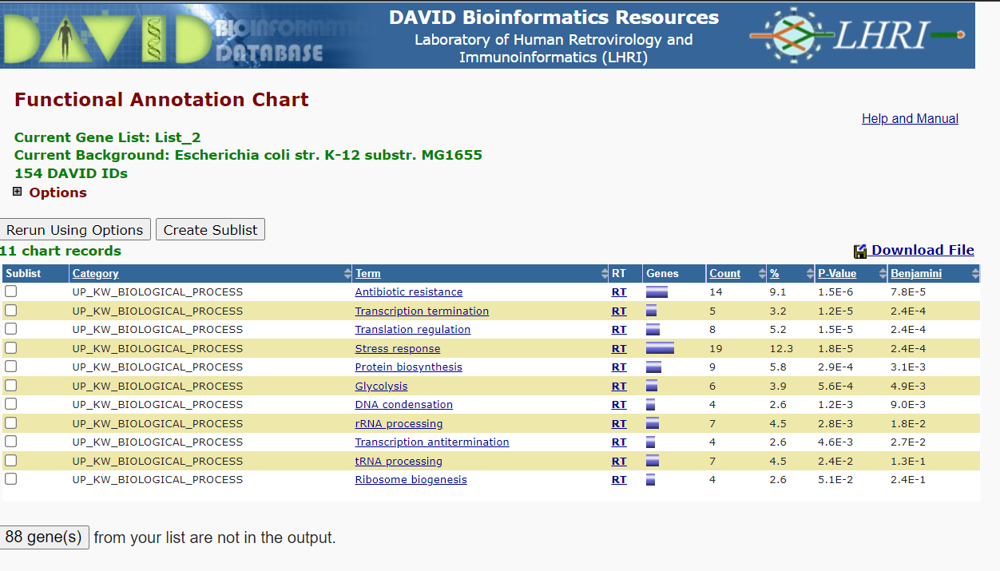 DAVID BIOINFORMATICS DATABASE
DAVID Bioinformatics Resources
Laboratory of Human Retrovirology and
Immunoinformatics (LHRI)
LHRI
Functional Annotation Chart
Help and Manual
Current Gene List: List_2
Current Background: Escherichia coli str. K-12 substr. MG1655
154 DAVID IDs
Options
Rerun Using Options Create Sublist
11 chart records Download File
Sublist Category Term RT Genes Count % P-Value Benjamini
UP_KW_BIOLOGICAL_PROCESS Antibiotic resistance RT 14 9.1 1.5E-6 7.8E-5
UP_KW_BIOLOGICAL_PROCESS Transcription termination RT 5 3.2 1.2E-5 2.4E-4
UP_KW_BIOLOGICAL_PROCESS Translation regulation RT 8 5.2 1.5E-5 2.4E-4
UP_KW_BIOLOGICAL_PROCESS Stress response RT 19 12.3 1.8E-5 2.4E-4
UP_KW_BIOLOGICAL_PROCESS Protein biosynthesis RT 9 5.8 2.9E-4 3.1E-3
UP_KW_BIOLOGICAL_PROCESS Glycolysis RT 6 3.9 5.6E-4 4.9E-3
UP_KW_BIOLOGICAL_PROCESS DNA condensation RT 4 2.6 1.2E-3 9.0E-3
UP_KW_BIOLOGICAL_PROCESS rRNA processing RT 7 4.5 2.8E-3 1.8E-2
UP_KW_BIOLOGICAL_PROCESS Transcription antitermination RT 4 2.6 4.6E-3 2.7E-2
UP_KW_BIOLOGICAL_PROCESS tRNA processing RT 7 4.5 2.4E-2 1.3E-1
UP_KW_BIOLOGICAL_PROCESS Ribosome biogenesis RT 4 2.6 5.1E-2 2.4E-1
88 gene(s) from your list are not in the output.